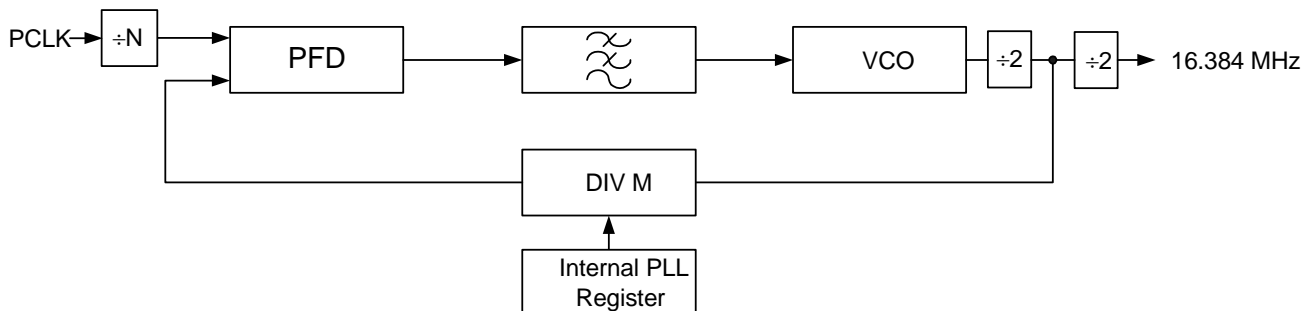 PCLK
÷N
PFD
VCO
÷2
÷2
16.384 MHz
DIV M
Internal PLL
Register